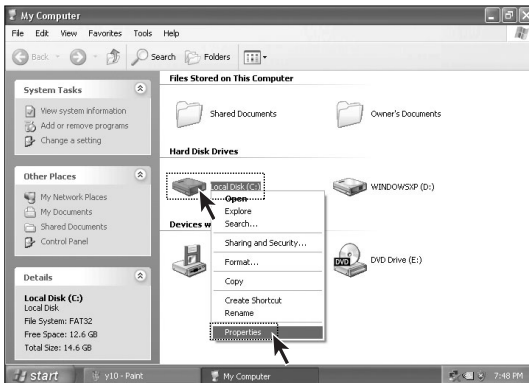 My Computer
File Edit View Favorites Tools Help
Back Search Folders
System Tasks
View system information
Add or remove programs
Change a setting
Other Places
My Network Places
My Documents
Shared Documents
Control Panel
Details
Local Disk (C:)
Local Disk
File System: FAT32
Free Space: 12.6 GB
Total Size: 14.6 GB
Files Stored on This Computer
Shared Documents
Owner's Documents
Hard Disk Drives
Local Disk (C:)
WINDOWSXP (D:)
Open
Explore
Search...
Sharing and Security...
Format...
Copy
Create Shortcut
Rename
Properties
Devices w
DVD
DVD Drive (E:)
start
y10 - Paint
My Computer
7:48 PM